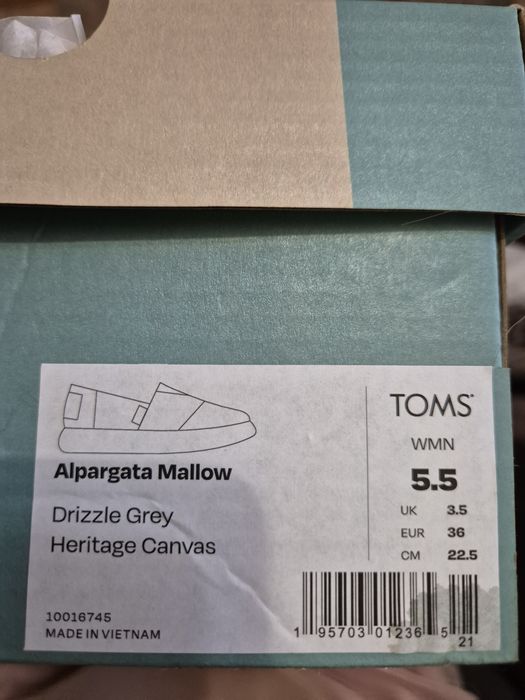 TOMS
WMN
5.5
UK 3.5
EUR 36
CM 22.5
Alpargata Mallow
Drizzle Grey
Heritage Canvas
10016745
MADE IN VIETNAM
1 95703 01236 5
21